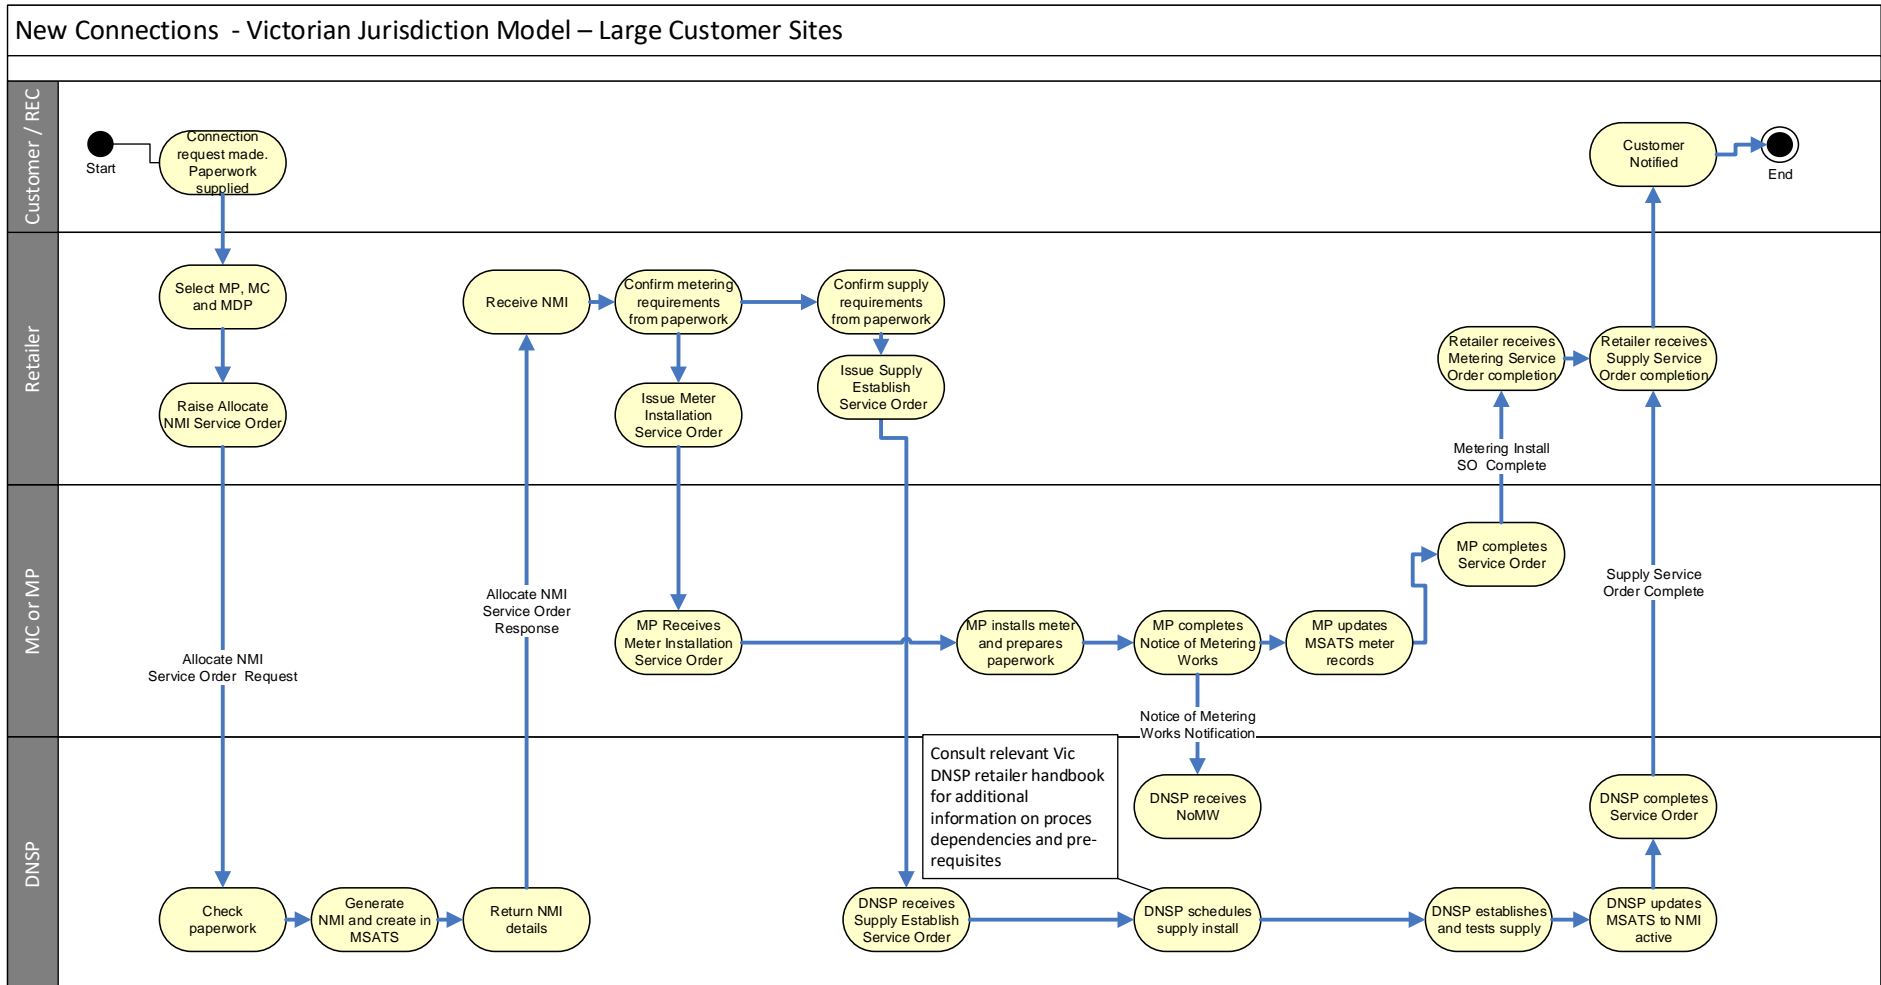 New Connections - Victorian Jurisdiction Model – Large Customer Sites
Customer / REC
Start
Connection
request made.
Paperwork
supplied
Customer
Notified
End
Retailer
Select MP, MC
and MDP
Raise Allocate
NMI Service Order
Receive NMI
Confirm metering
requirements
from paperwork
Issue Meter
Installation
Service Order
Confirm supply
requirements
from paperwork
Issue Supply
Establish
Service Order
Retailer receives
Metering Service
Order completion
Retailer receives
Supply Service
Order completion
Metering Install
SO Complete
MC or MP
Allocate NMI
Service Order Request
Allocate NMI
Service Order
Response
MP Receives
Meter Installation
Service Order
MP installs meter
and prepares
paperwork
MP completes
Notice of Metering
Works
MP updates
MSATS meter
records
MP completes
Service Order
Supply Service
Order Complete
Notice of Metering
Works Notification
DNSP
Check
paperwork
Generate
NMI and create in
MSATS
Return NMI
details
Consult relevant Vic
DNSP retailer handbook
for additional
information on proces
dependencies and pre-
requisites
DNSP receives
NoMW
DNSP receives
Supply Establish
Service Order
DNSP schedules
supply install
DNSP establishes
and tests supply
DNSP updates
MSATS to NMI
active
DNSP completes
Service Order